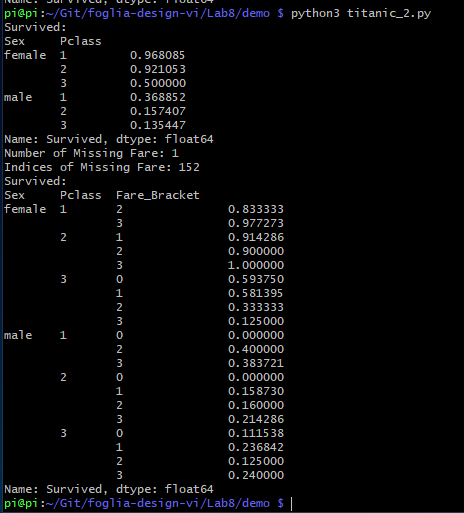 Name: Survived, dtype: float64
pi@pi:~/Git/foglia-design-vi/Lab8/demo $ python3 titanic_2.py
Survived:
Sex     Pclass
female  1         0.968085
        2         0.921053
        3         0.500000
male    1         0.368852
        2         0.157407
        3         0.135447
Name: Survived, dtype: float64
Number of Missing Fare: 1
Indices of Missing Fare: 152
Survived:
Sex     Pclass  Fare_Bracket
female  1       2               0.833333
                3               0.977273
        2       1               0.914286
                2               0.900000
                3               1.000000
        3       0               0.593750
                1               0.581395
                2               0.333333
                3               0.125000
male    1       0               0.000000
                2               0.400000
                3               0.383721
        2       0               0.000000
                1               0.158730
                2               0.160000
                3               0.214286
        3       0               0.111538
                1               0.236842
                2               0.125000
                3               0.240000
Name: Survived, dtype: float64
pi@pi:~/Git/foglia-design-vi/Lab8/demo $